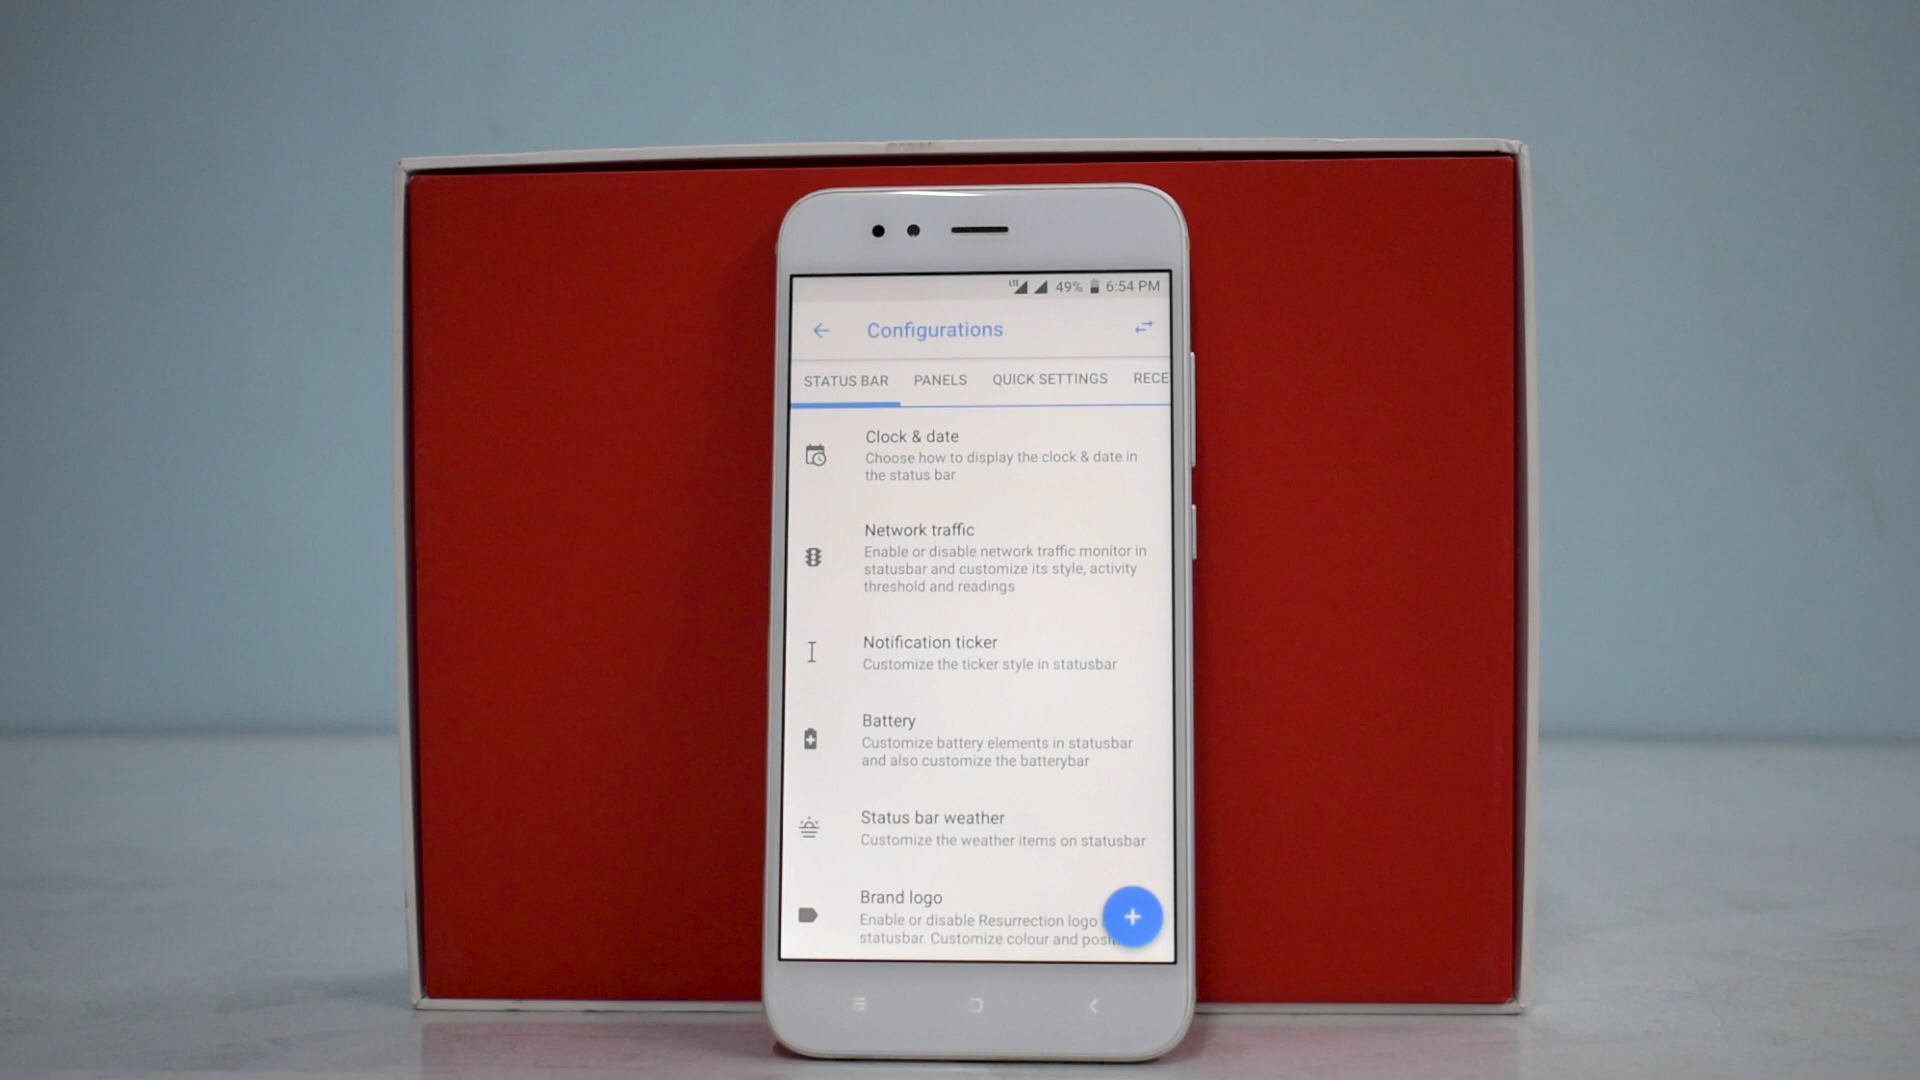 LTE 49% 6:54 PM
Configurations
STATUS BAR PANELS QUICK SETTINGS RECE
Clock & date
Choose how to display the clock & date in
the status bar
Network traffic
Enable or disable network traffic monitor in
statusbar and customize its style, activity
threshold and readings
Notification ticker
Customize the ticker style in statusbar
Battery
Customize battery elements in statusbar
and also customize the batterybar
Status bar weather
Customize the weather items on statusbar
Brand logo
Enable or disable Resurrection logo
statusbar. Customize colour and posit